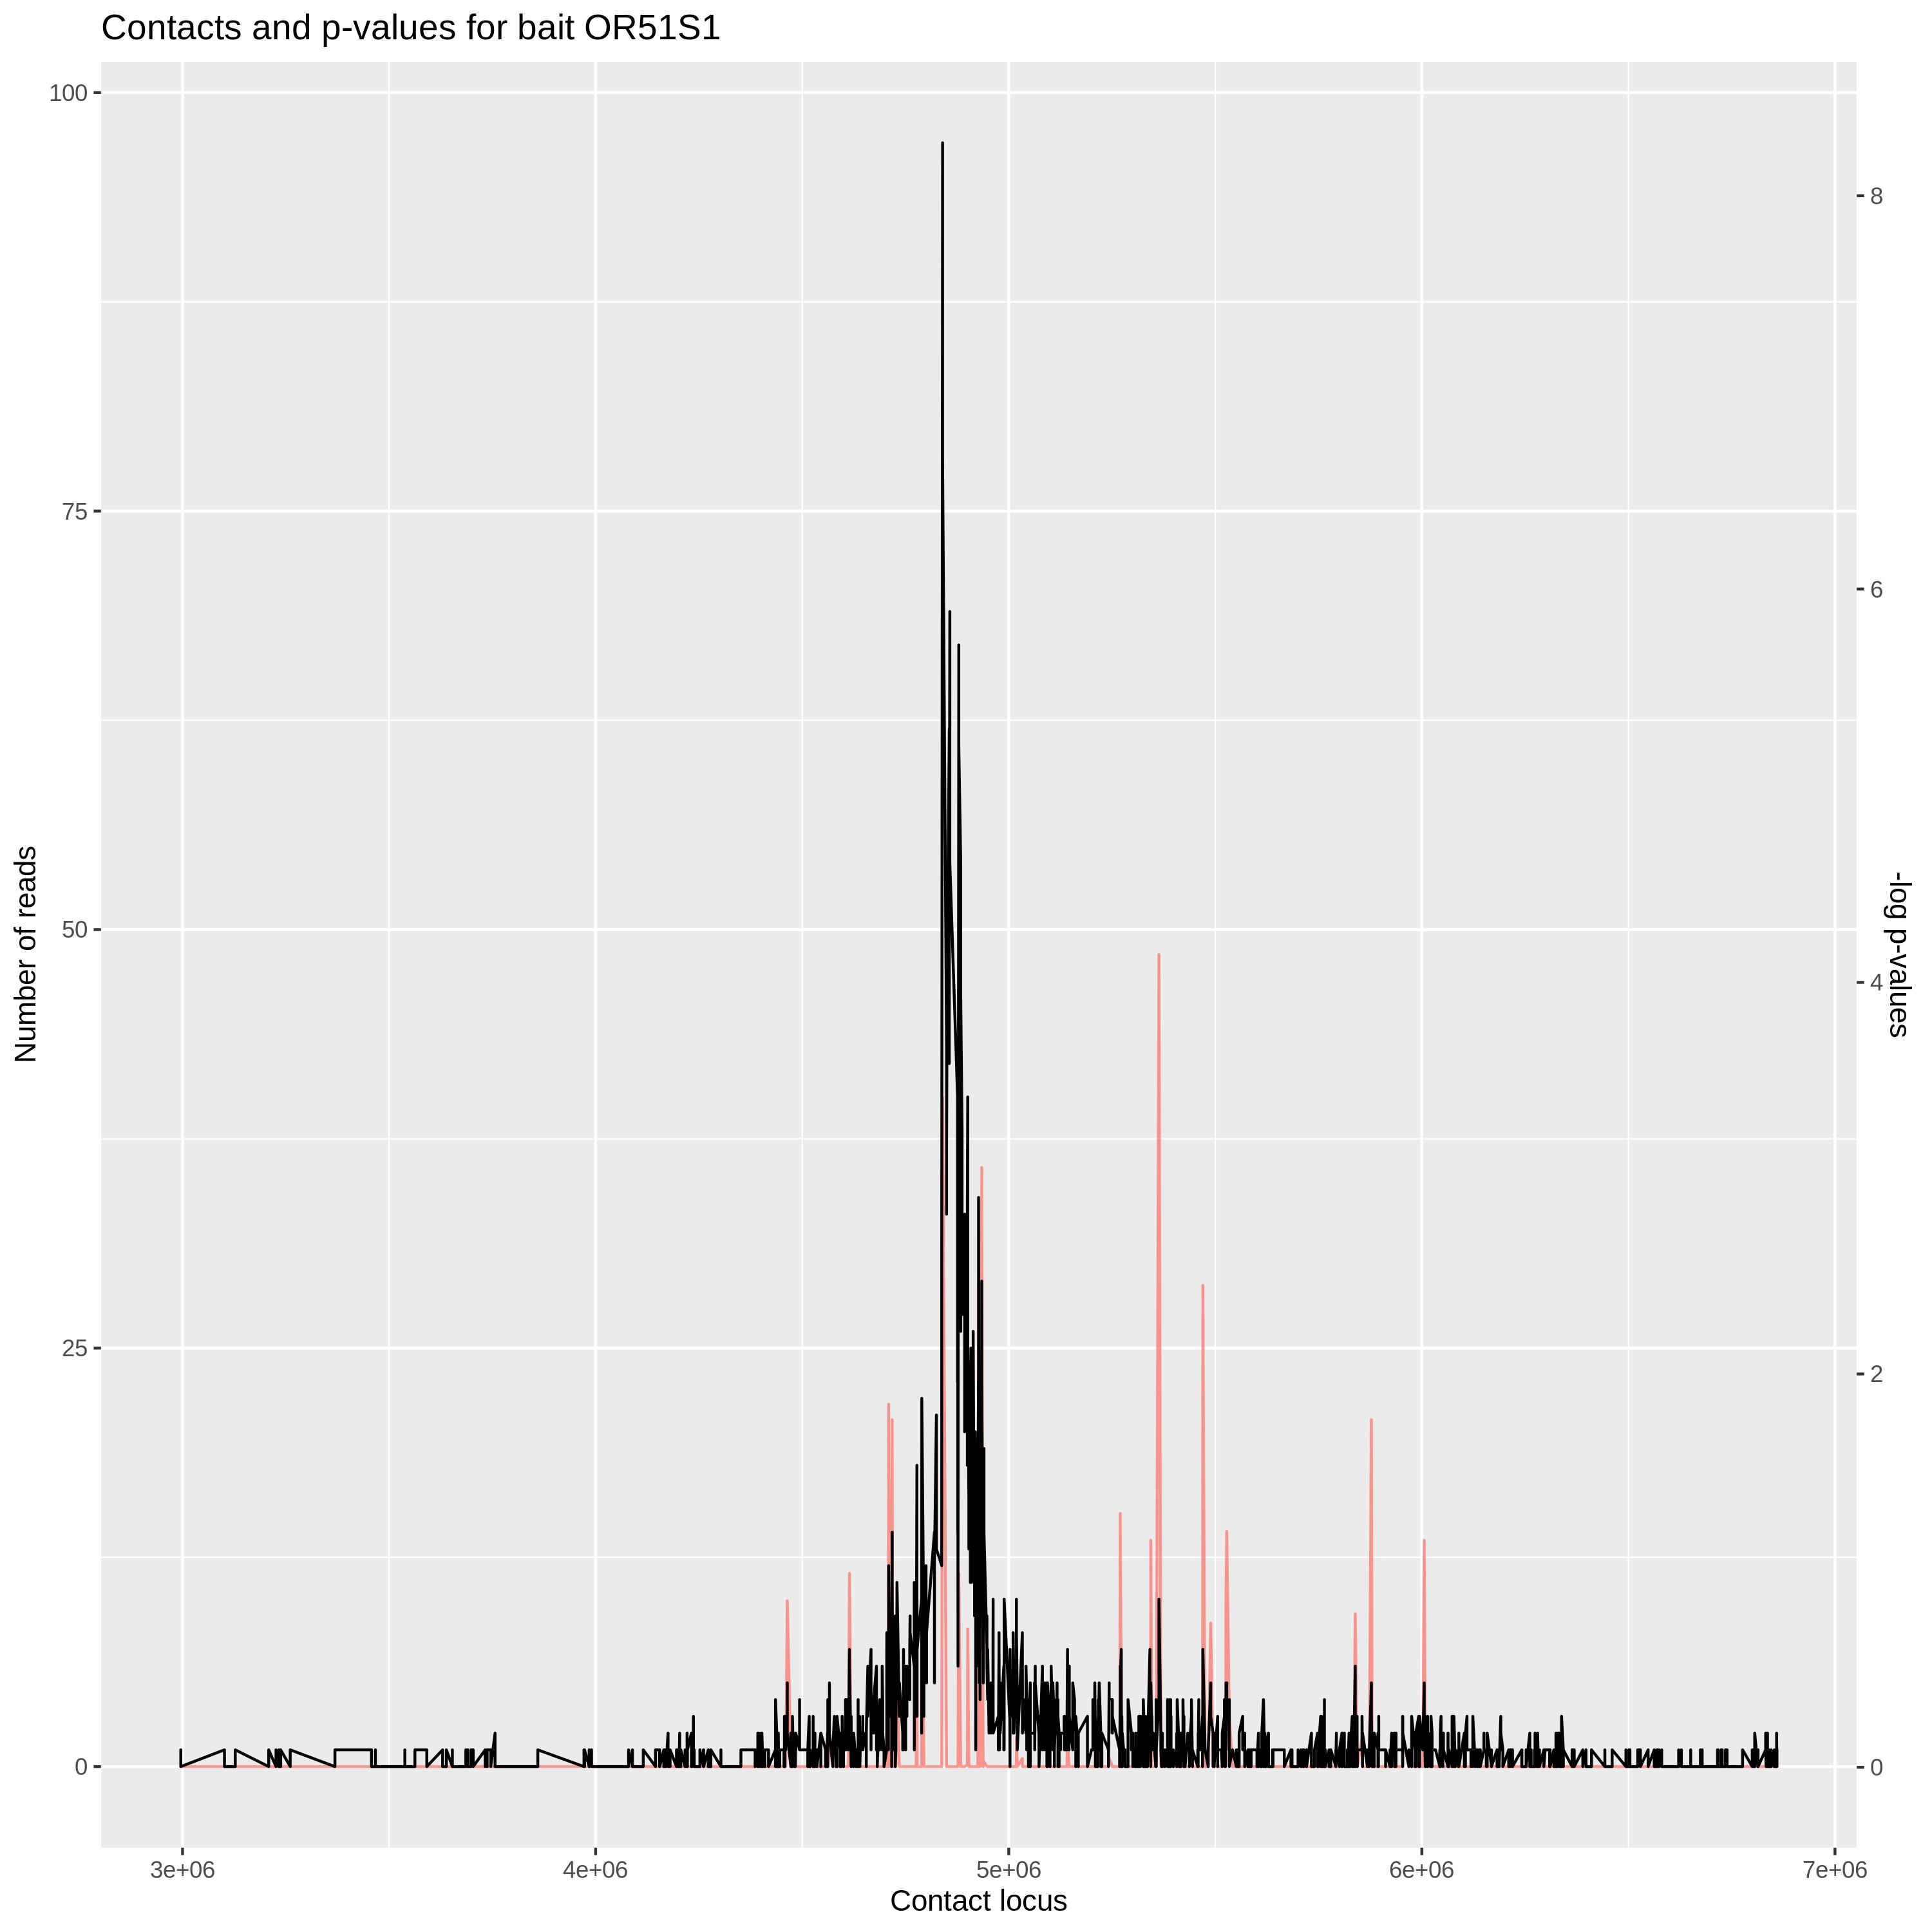 Contacts and p-values for bait OR51S1
100
75
50
25
0
Number of reads
8
6
4
2
0
-log p-values
3e+06
4e+06
5e+06
6e+06
7e+06
Contact locus